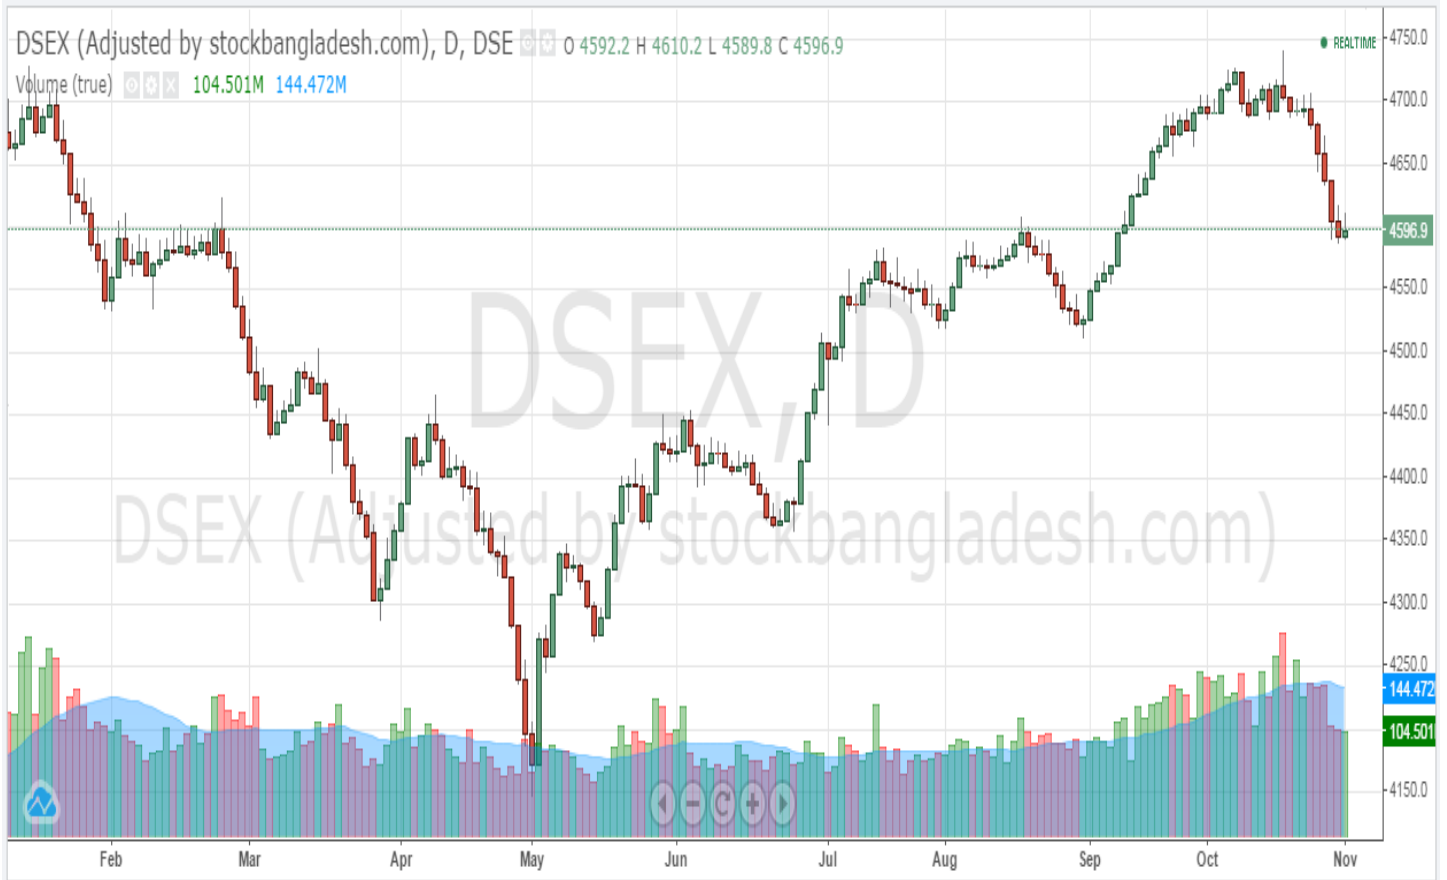 DSEX (Adjusted by stockbangladesh.com), D, DSE O 4592.2 H 4610.2 L 4589.8 C 4596.9
REALTIME
Volume (true) 104.501M 144.472M
4750.0
4700.0
4650.0
4596.9
4550.0
4500.0
4450.0
4400.0
4350.0
4300.0
4250.0
144.472
104.501
4150.0
DSEX, D
DSEX (Adjusted by stockbangladesh.com)
Feb Mar Apr May Jun Jul Aug Sep Oct Nov